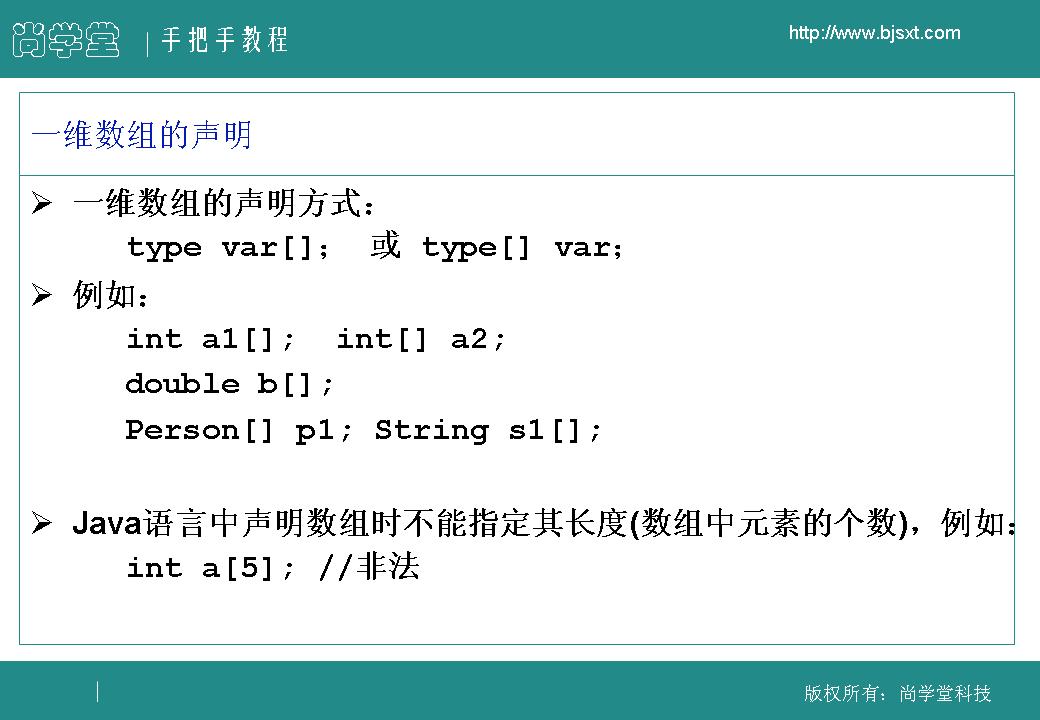 尚学堂 手把手教程 http://www.bjsxt.com
一维数组的声明
一维数组的声明方式:
type var[]; 或 type[] var;
例如:
int a1[]; int[] a2;
double b[];
Person[] p1; String s1[];
Java语言中声明数组时不能指定其长度(数组中元素的个数)，例如:
int a[5]; //非法
版权所有：尚学堂科技